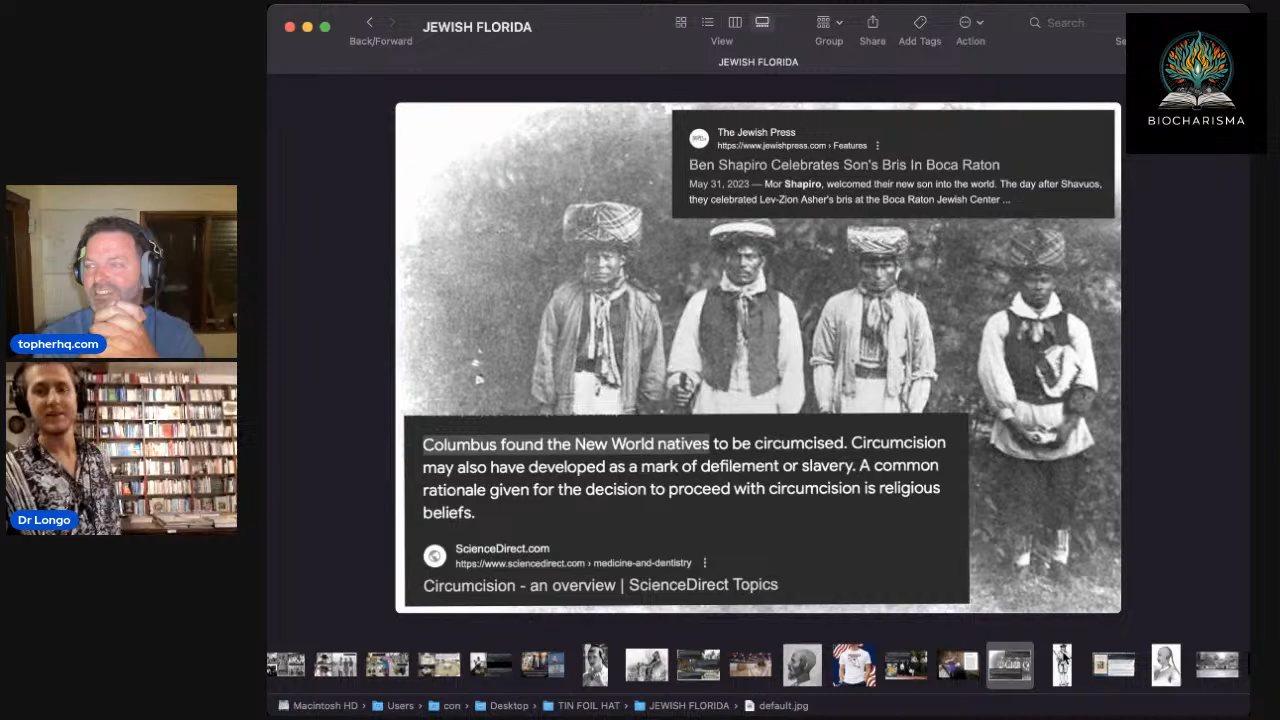 JEWISH FLORIDA
Back/Forward
View
Group
Share
Add Tags
Action
Search
JEWISH FLORIDA
BIOCHARISMA
The Jewish Press
https://www.jewishpress.com › Features
Ben Shapiro Celebrates Son's Bris In Boca Raton
May 31, 2023 — Mor Shapiro, welcomed their new son into the world. The day after Shavuos,
they celebrated Lev-Zion Asher's bris at the Boca Raton Jewish Center ...
topherhq.com
Dr Longo
Columbus found the New World natives to be circumcised. Circumcision
may also have developed as a mark of defilement or slavery. A common
rationale given for the decision to proceed with circumcision is religious
beliefs.
ScienceDirect.com
https://www.sciencedirect.com › medicine-and-dentistry
Circumcision - an overview | ScienceDirect Topics
Macintosh HD › Users › con › Desktop › TIN FOIL HAT › JEWISH FLORIDA › default.jpg